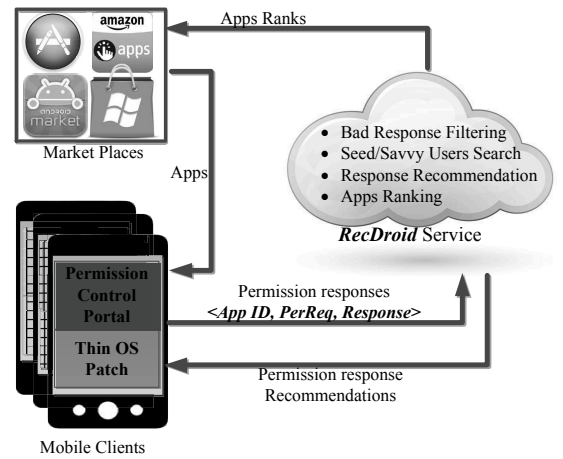 Apps Ranks
amazon
apps
android
market
Market Places
Apps
• Bad Response Filtering
• Seed/Savvy Users Search
• Response Recommendation
• Apps Ranking
RecDroid Service
Permission
Control
Portal
Thin OS
Patch
Permission responses
<App ID, PerReq, Response>
Permission response
Recommendations
Mobile Clients